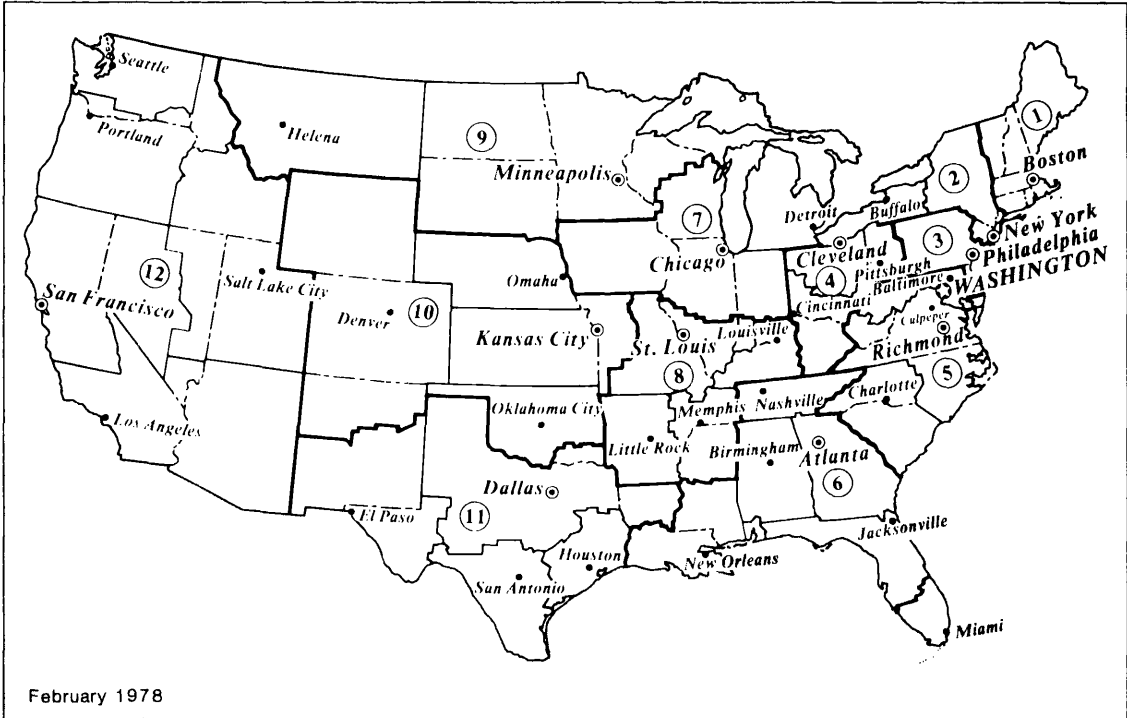 Seattle
Portland
Helena
9
Minneapolis
1
Boston
2
Buffalo
Detroit
New York
7
Cleveland
3
Philadelphia
Chicago
4
Pittsburgh
Baltimore
WASHINGTON
Cincinnati
Omaha
12
Salt Lake City
San Francisco
Denver
10
Kansas City
St. Louis
Louisville
Culpeper
Richmond
8
5
Los Angeles
Oklahoma City
Memphis
Nashville
Charlotte
Little Rock
Birmingham
Atlanta
6
Dallas
11
El Paso
Houston
San Antonio
New Orleans
Jacksonville
Miami
February 1978